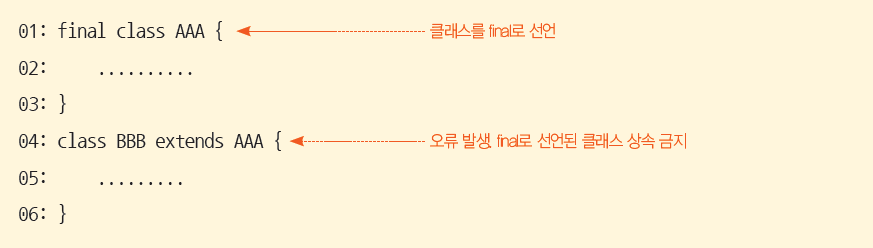 01: final class AAA { 클래스를 final로 선언
02: ..........
03: }
04: class BBB extends AAA { 오류 발생. final로 선언된 클래스 상속 금지
05: .........
06: }